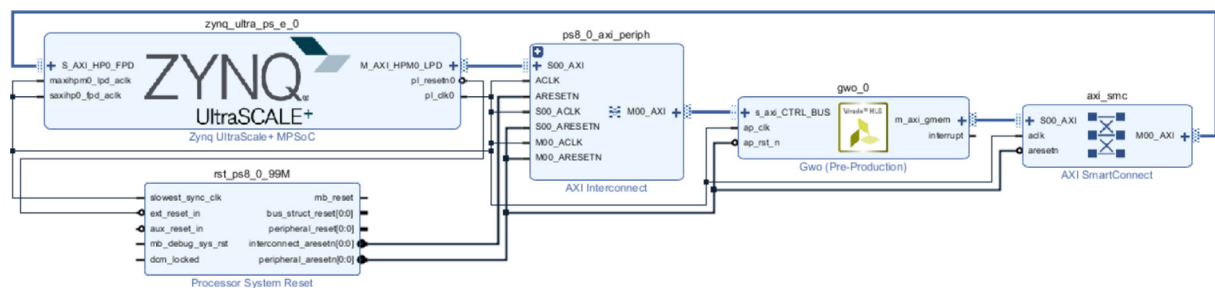 zynq_ultra_ps_e_0
S_AXI_HP0_FPD
maxihpm0_lpd_aclk
saxihp0_fpd_aclk
ZYNQ
UltraSCALE+
M_AXI_HPM0_LPD
pl_resetn0
pl_clk0
Zynq UltraScale+ MPSoC
rst_ps8_0_99M
slowest_sync_clk
ext_reset_in
aux_reset_in
mb_debug_sys_rst
dcm_locked
mb_reset
bus_struct_reset[0:0]
peripheral_reset[0:0]
interconnect_aresetn[0:0]
peripheral_aresetn[0:0]
Processor System Reset
ps8_0_axi_periph
S00_AXI
ACLK
ARESETN
S00_ACLK
S00_ARESETN
M00_ACLK
M00_ARESETN
M00_AXI
AXI Interconnect
gwo_0
s_axi_CTRL_BUS
ap_clk
ap_rst_n
Vivado™ HLS
m_axi_gmem
interrupt
Gwo (Pre-Production)
axi_smc
S00_AXI
aclk
aresetn
M00_AXI
AXI SmartConnect